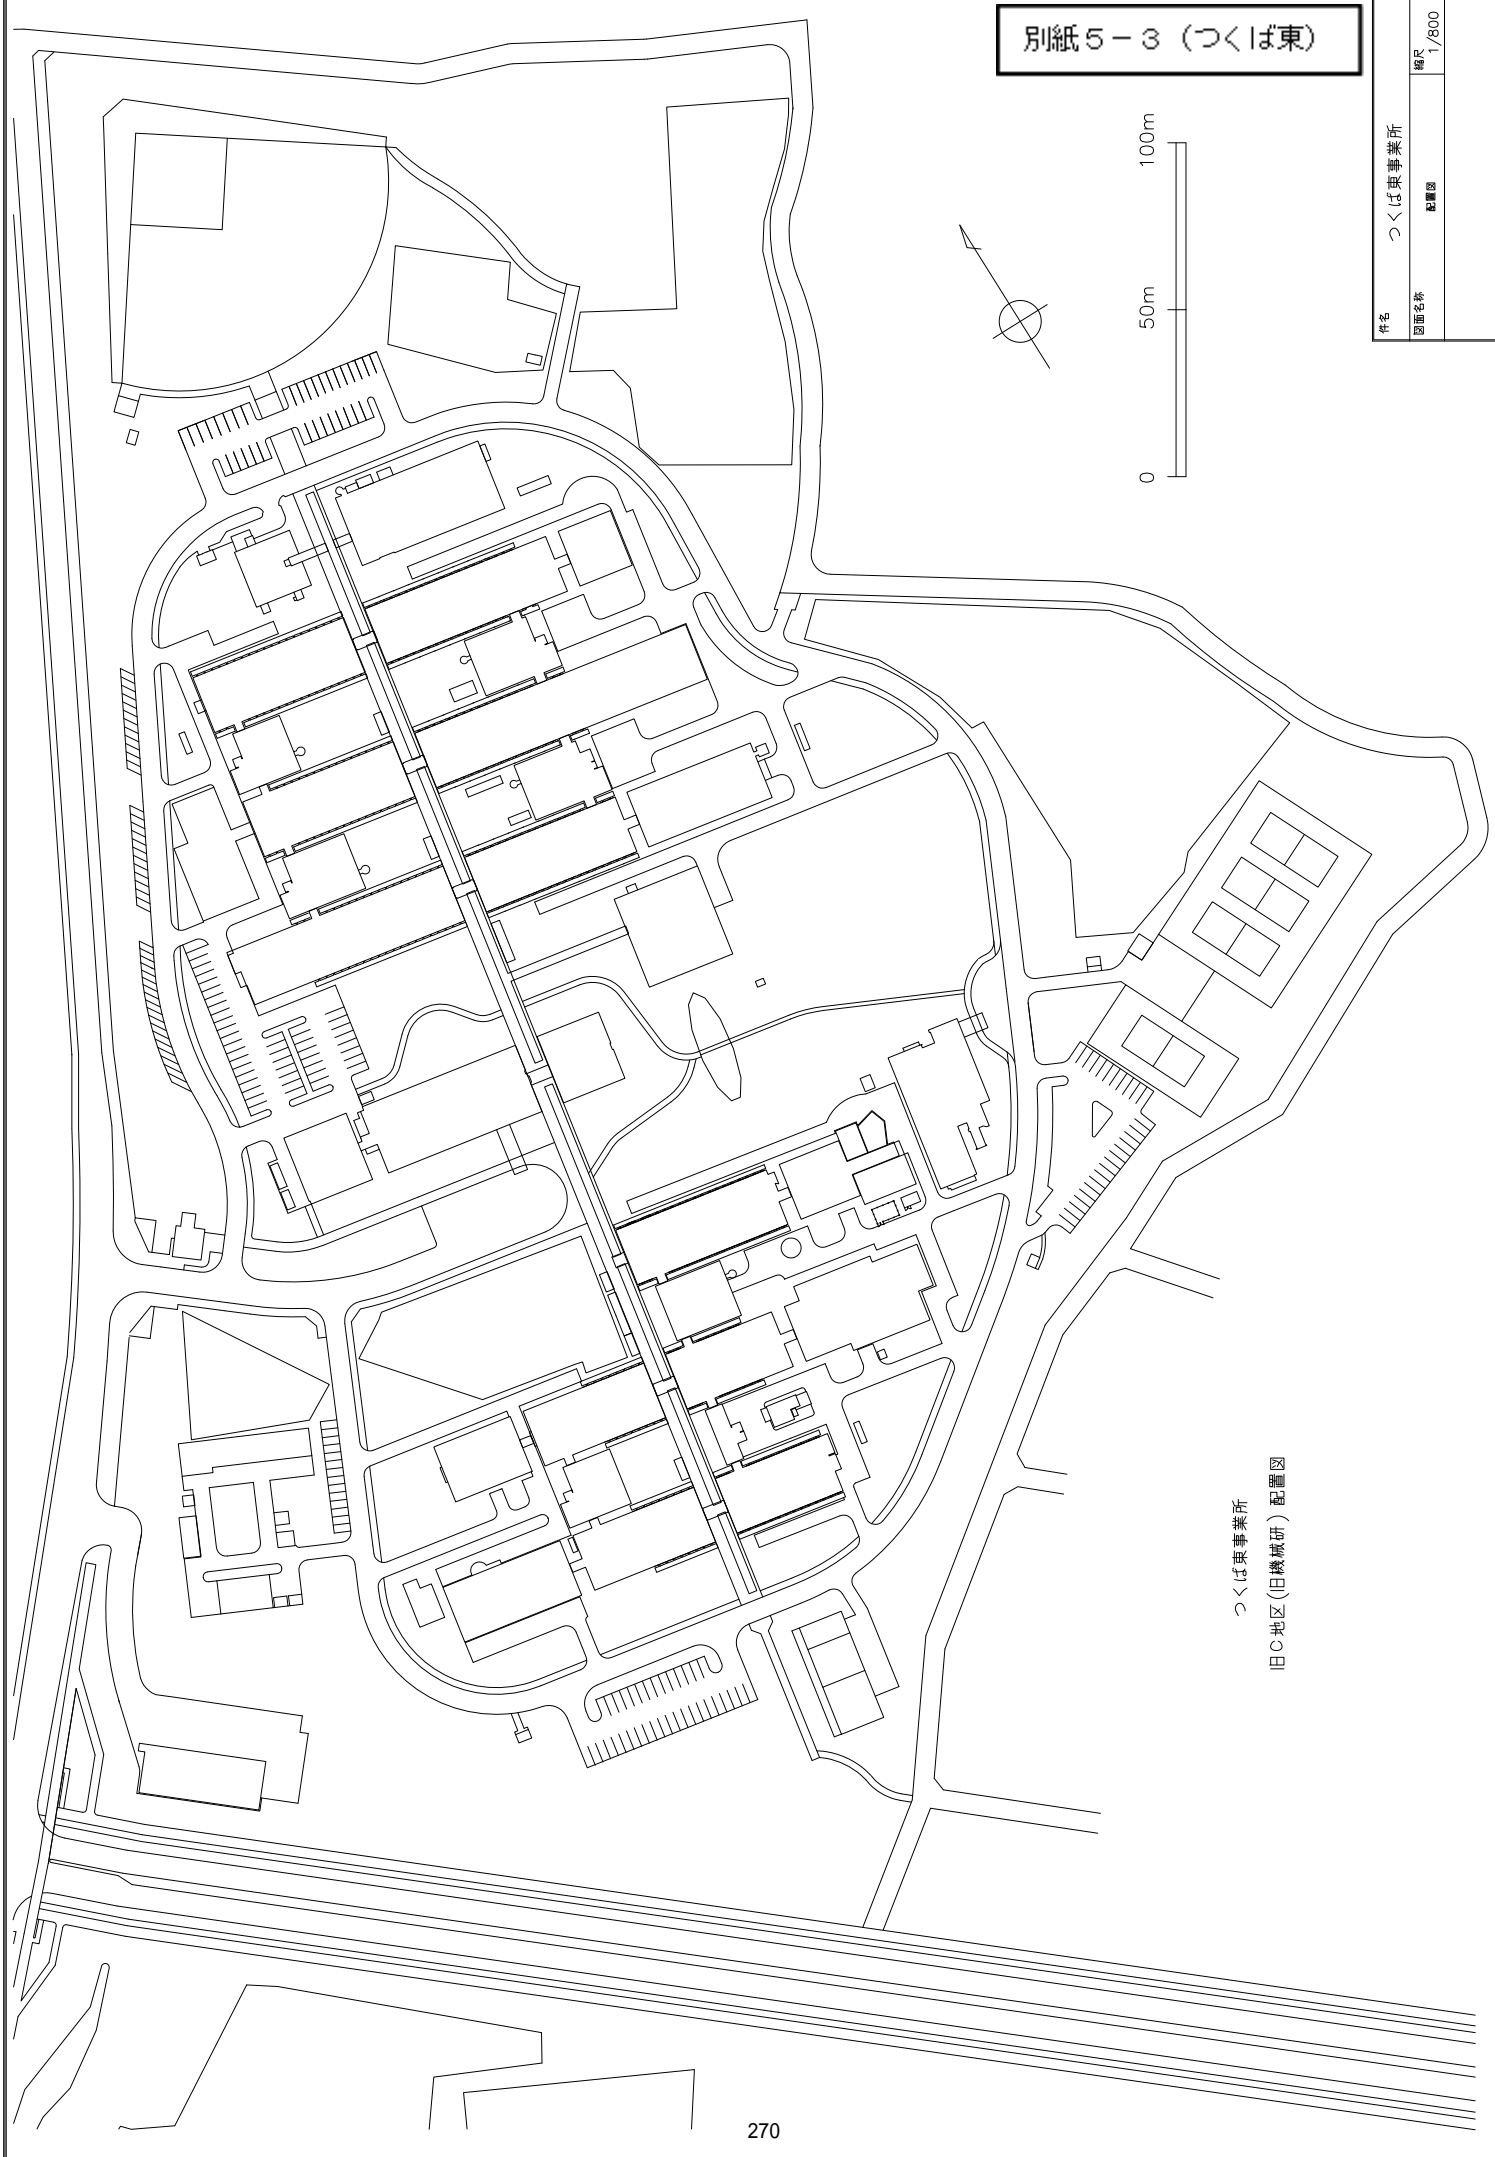 別紙５－３（つくば東）
件名
つくば東事業所
図面名称
配置図
縮尺
1/800
0
50m
100m
つくば東事業所
旧C地区(旧機械研) 配置図
270